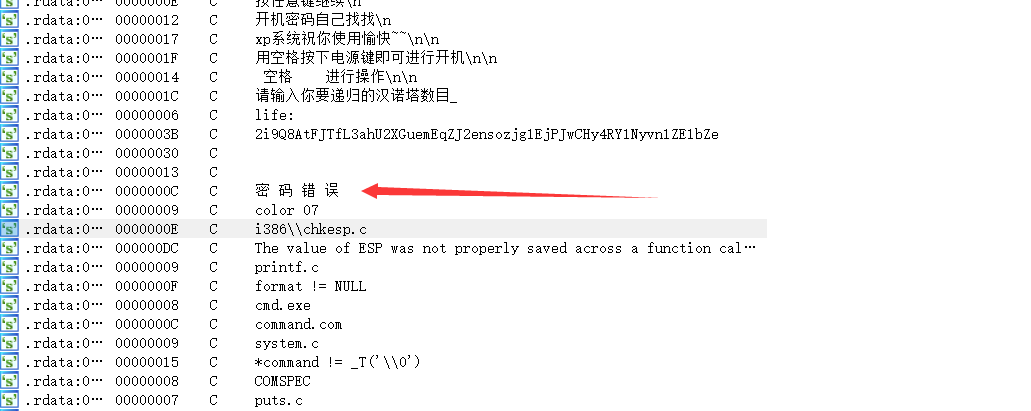 's' .rdata:0… 0000000E C 按任意键继续\n
's' .rdata:0… 00000012 C 开机密码自己找找\n
's' .rdata:0… 00000017 C xp系统祝你使用愉快~~\n\n
's' .rdata:0… 0000001F C 用空格按下电源键即可进行开机\n\n
's' .rdata:0… 00000014 C 空格 进行操作\n\n
's' .rdata:0… 0000001C C 请输入你要递归的汉诺塔数目_
's' .rdata:0… 00000006 C life:
's' .rdata:0… 0000003B C 2i9Q8AtFJTfL3ahU2XGuemEqZJ2ensozjg1EjPJwCHy4RY1Nyvn1ZE1bZe
's' .rdata:0… 00000030 C
's' .rdata:0… 00000013 C
's' .rdata:0… 0000000C C 密 码 错 误
's' .rdata:0… 00000009 C color 07
's' .rdata:0… 0000000E C i386\\chkesp.c
's' .rdata:0… 000000DC C The value of ESP was not properly saved across a function cal…
's' .rdata:0… 00000009 C printf.c
's' .rdata:0… 0000000F C format != NULL
's' .rdata:0… 00000008 C cmd.exe
's' .rdata:0… 0000000C C command.com
's' .rdata:0… 00000009 C system.c
's' .rdata:0… 00000015 C *command != _T('\\0')
's' .rdata:0… 00000008 C COMSPEC
's' .rdata:0… 00000007 C puts.c